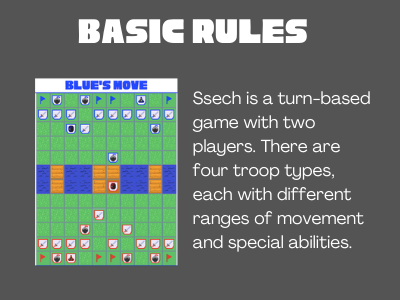 BASIC RULES
BLUE'S MOVE
Ssech is a turn-based
game with two
players. There are
four troop types,
each with different
ranges of movement
and special abilities.